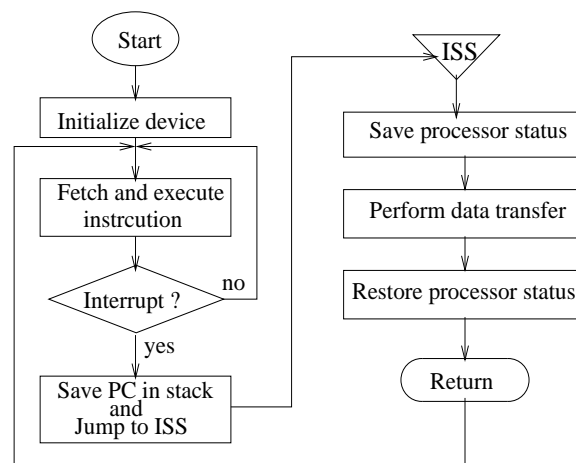 Start
Initialize device
Fetch and execute
instrcution
Interrupt ?
no
yes
Save PC in stack
and
Jump to ISS
ISS
Save processor status
Perform data transfer
Restore processor status
Return